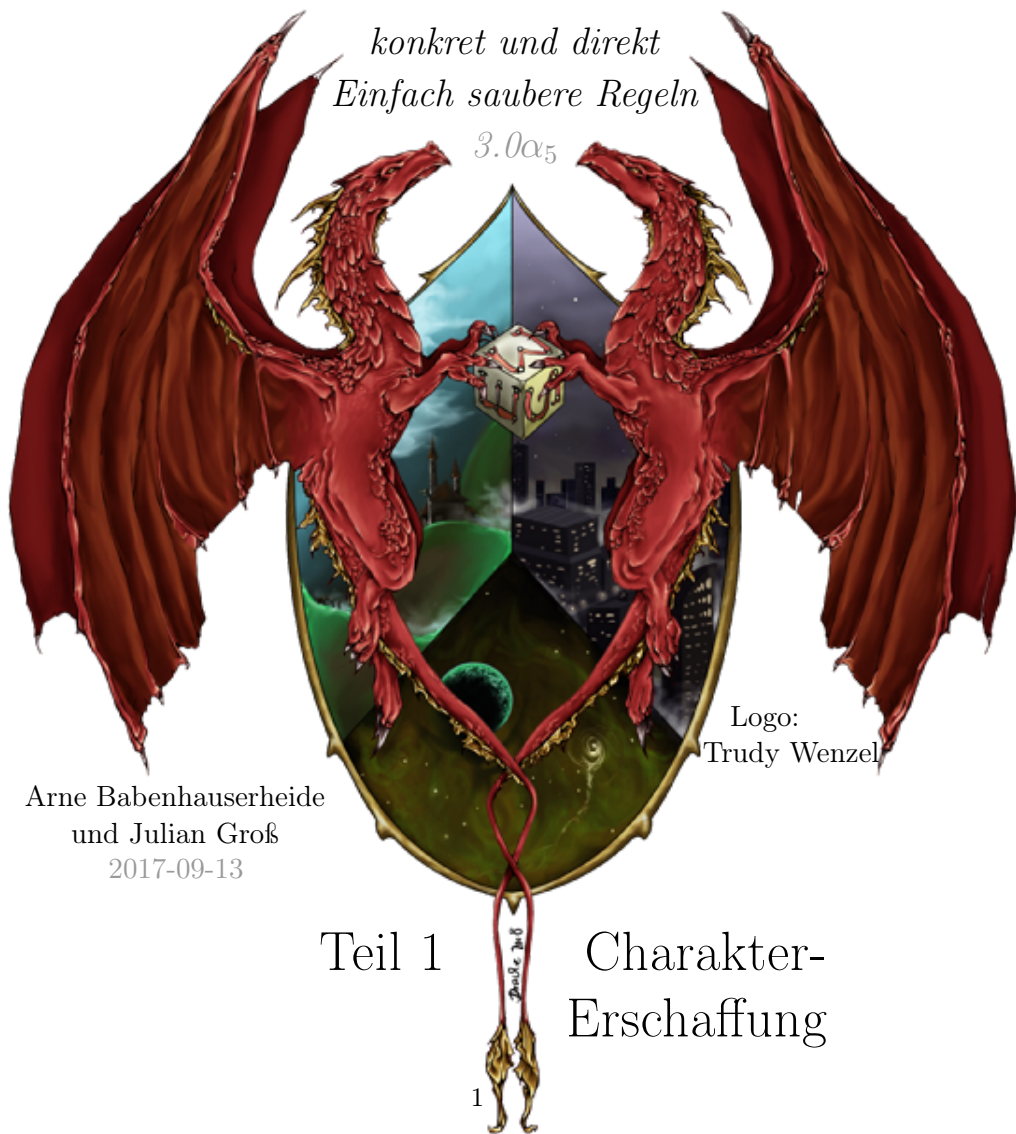 konkret und direkt
Einfach saubere Regeln
3.0α₅
Logo:
Trudy Wenzel
Arne Babenhauserheide
und Julian Groß
2017-09-13
Teil 1
Charakter-
Erschaffung
1